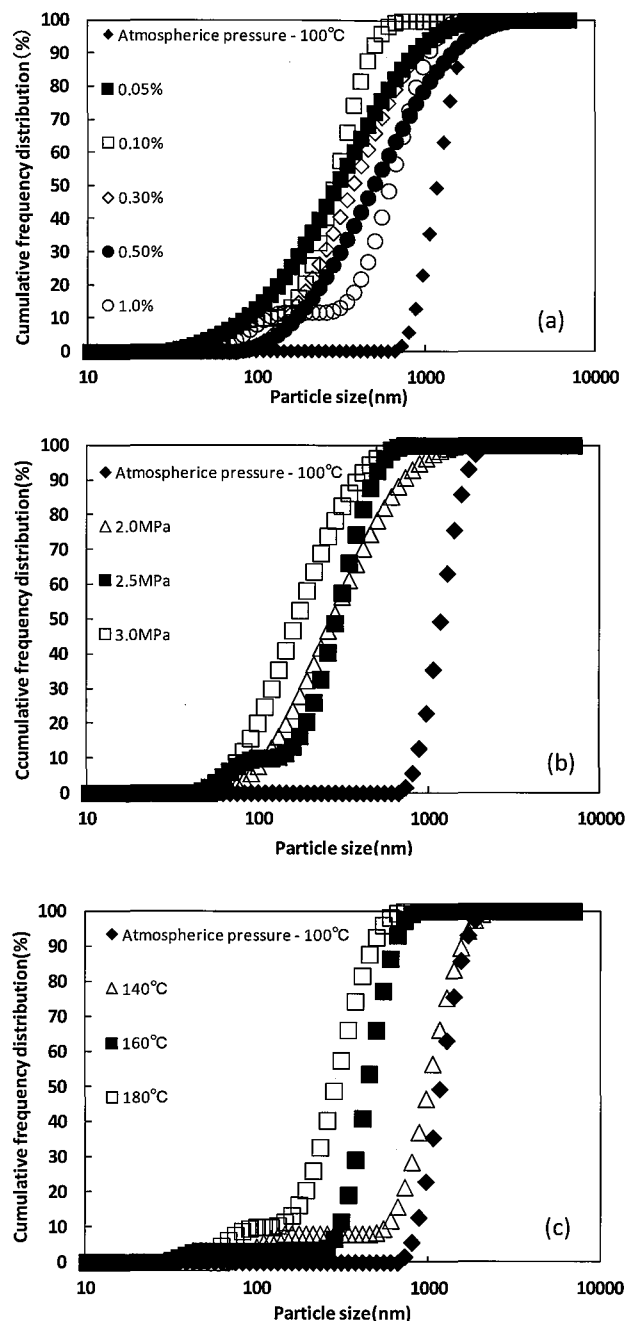 100
90
80
70
60
50
40
30
20
10
0
Cumulative frequency distribution (%)
Atmospherice pressure - 100°C
0.05%
0.10%
0.30%
0.50%
1.0%
(a)
10 100 1000 10000
Particle size(nm)
100
90
80
70
60
50
40
30
20
10
0
Ccumulative frequency distribution(%)
Atmospherice pressure - 100°C
2.0MPa
2.5MPa
3.0MPa
(b)
10 100 1000 10000
Particle size(nm)
100
90
80
70
60
50
40
30
20
10
0
Cumulative frequency distribution(%)
Atmospherice pressure - 100°C
140°C
160°C
180°C
(c)
10 100 1000 10000
Particle size(nm)